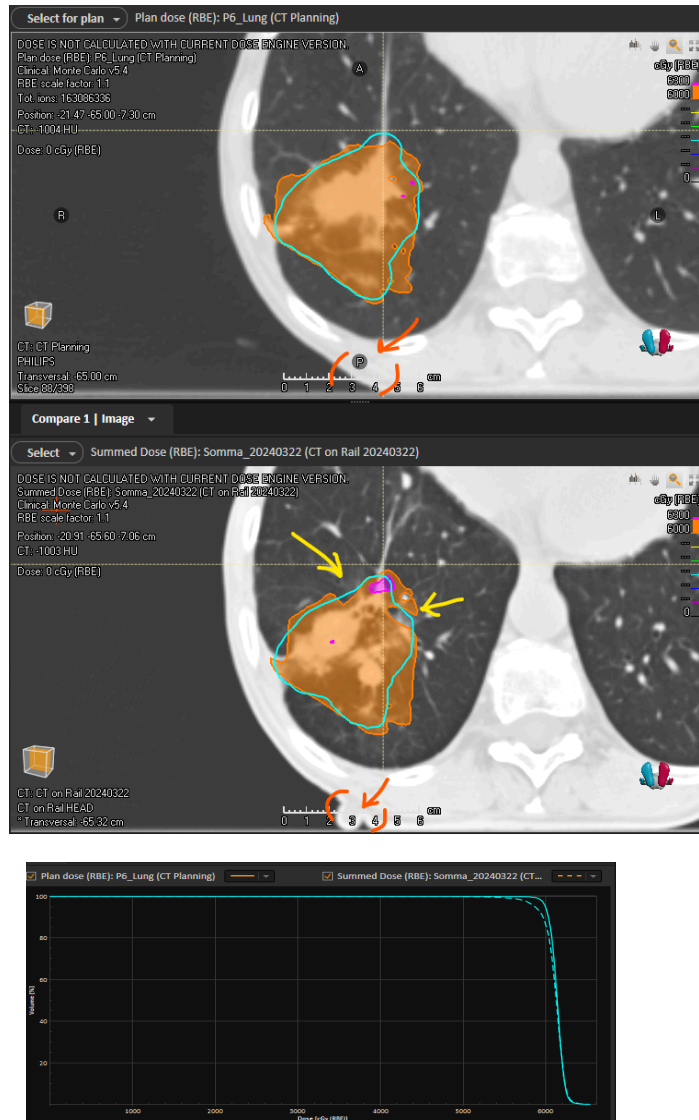 Select for plan
Plan dose (RBE): P6_Lung (CT Planning)
DOSE IS NOT CALCULATED WITH CURRENT DOSE ENGINE VERSION.
Plan dose (RBE): P6_Lung (CT Planning)
Clinical: Monte Carlo v5.4
RBE scale factor: 1.1
Tot. ions: 163086336
Position: -21.47 -65.00 -7.30 cm
CT: -1004 HU
Dose: 0 cGy (RBE)
cGy (RBE)
6300
6000
0
A
R
L
P
CT: CT Planning
PHILIPS
Transversal: -65.00 cm
Slice 88/398
0 1 2 3 4 5 6 cm
Compare 1 | Image
Select
Summed Dose (RBE): Somma_20240322 (CT on Rail 20240322)
DOSE IS NOT CALCULATED WITH CURRENT DOSE ENGINE VERSION.
Summed Dose (RBE): Somma_20240322 (CT on Rail 20240322)
Clinical: Monte Carlo v5.4
RBE scale factor: 1.1
Position: -20.91 -65.60 -7.06 cm
CT: -1003 HU
Dose: 0 cGy (RBE)
cGy (RBE)
6300
6000
0
CT: CT on Rail 20240322
CT on Rail HEAD
* Transversal: -65.32 cm
0 1 2 3 4 5 6 cm
Plan dose (RBE): P6_Lung (CT Planning)
Summed Dose (RBE): Somma_20240322 (CT...
100
80
60
40
20
Volume [%]
1000 2000 3000 4000 5000 6000
Dose [cGy (RBE)]